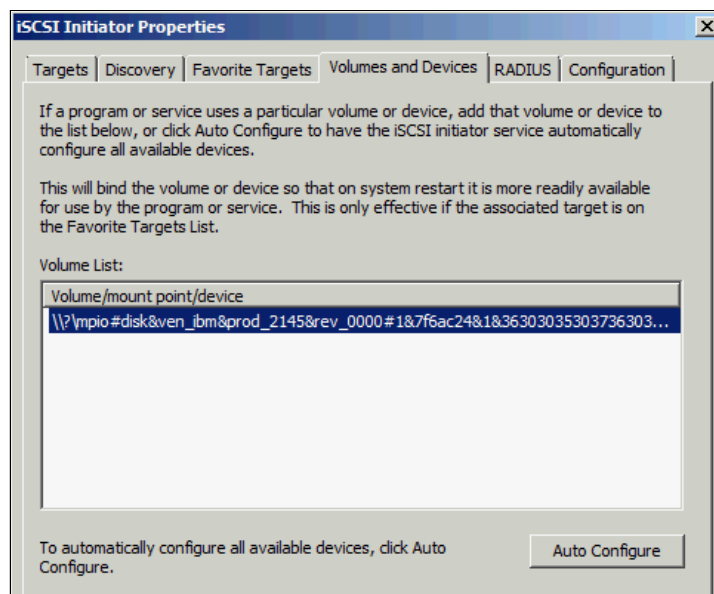 iSCSI Initiator Properties
Targets Discovery Favorite Targets Volumes and Devices RADIUS Configuration
If a program or service uses a particular volume or device, add that volume or device to
the list below, or click Auto Configure to have the iSCSI initiator service automatically
configure all available devices.
This will bind the volume or device so that on system restart it is more readily available
for use by the program or service.  This is only effective if the associated target is on
the Favorite Targets List.
Volume List:
Volume/mount point/device
\\?\mpio#disk&ven_ibm&prod_2145&rev_0000#1&7f6ac24&1&36303035303736303...
To automatically configure all available devices, click Auto
Configure.
Auto Configure